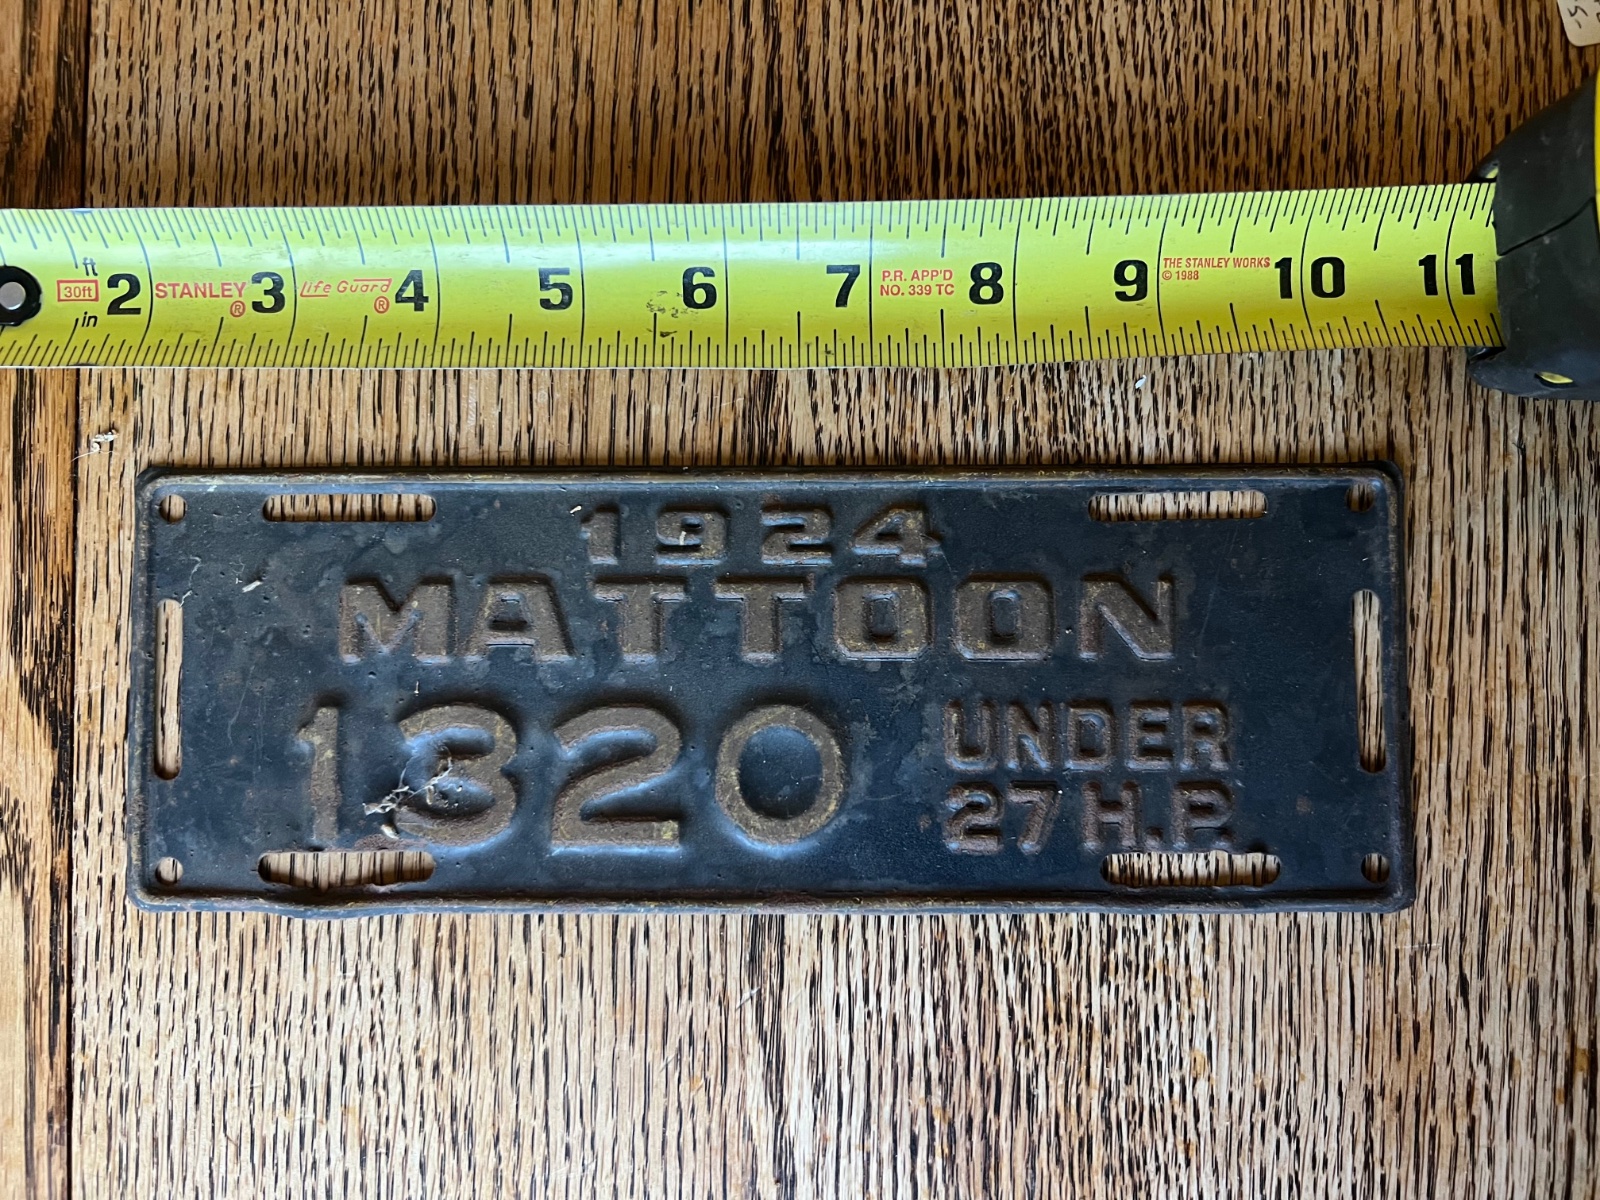 ft
30ft 2 STANLEY® 3 Life Guard® 4 5 6 7 P.R. APP'D 8 9 THE STANLEY WORKS 10 11
NO. 339 TC © 1988
in
1924
MATTOON
1320 UNDER
27 H.P.